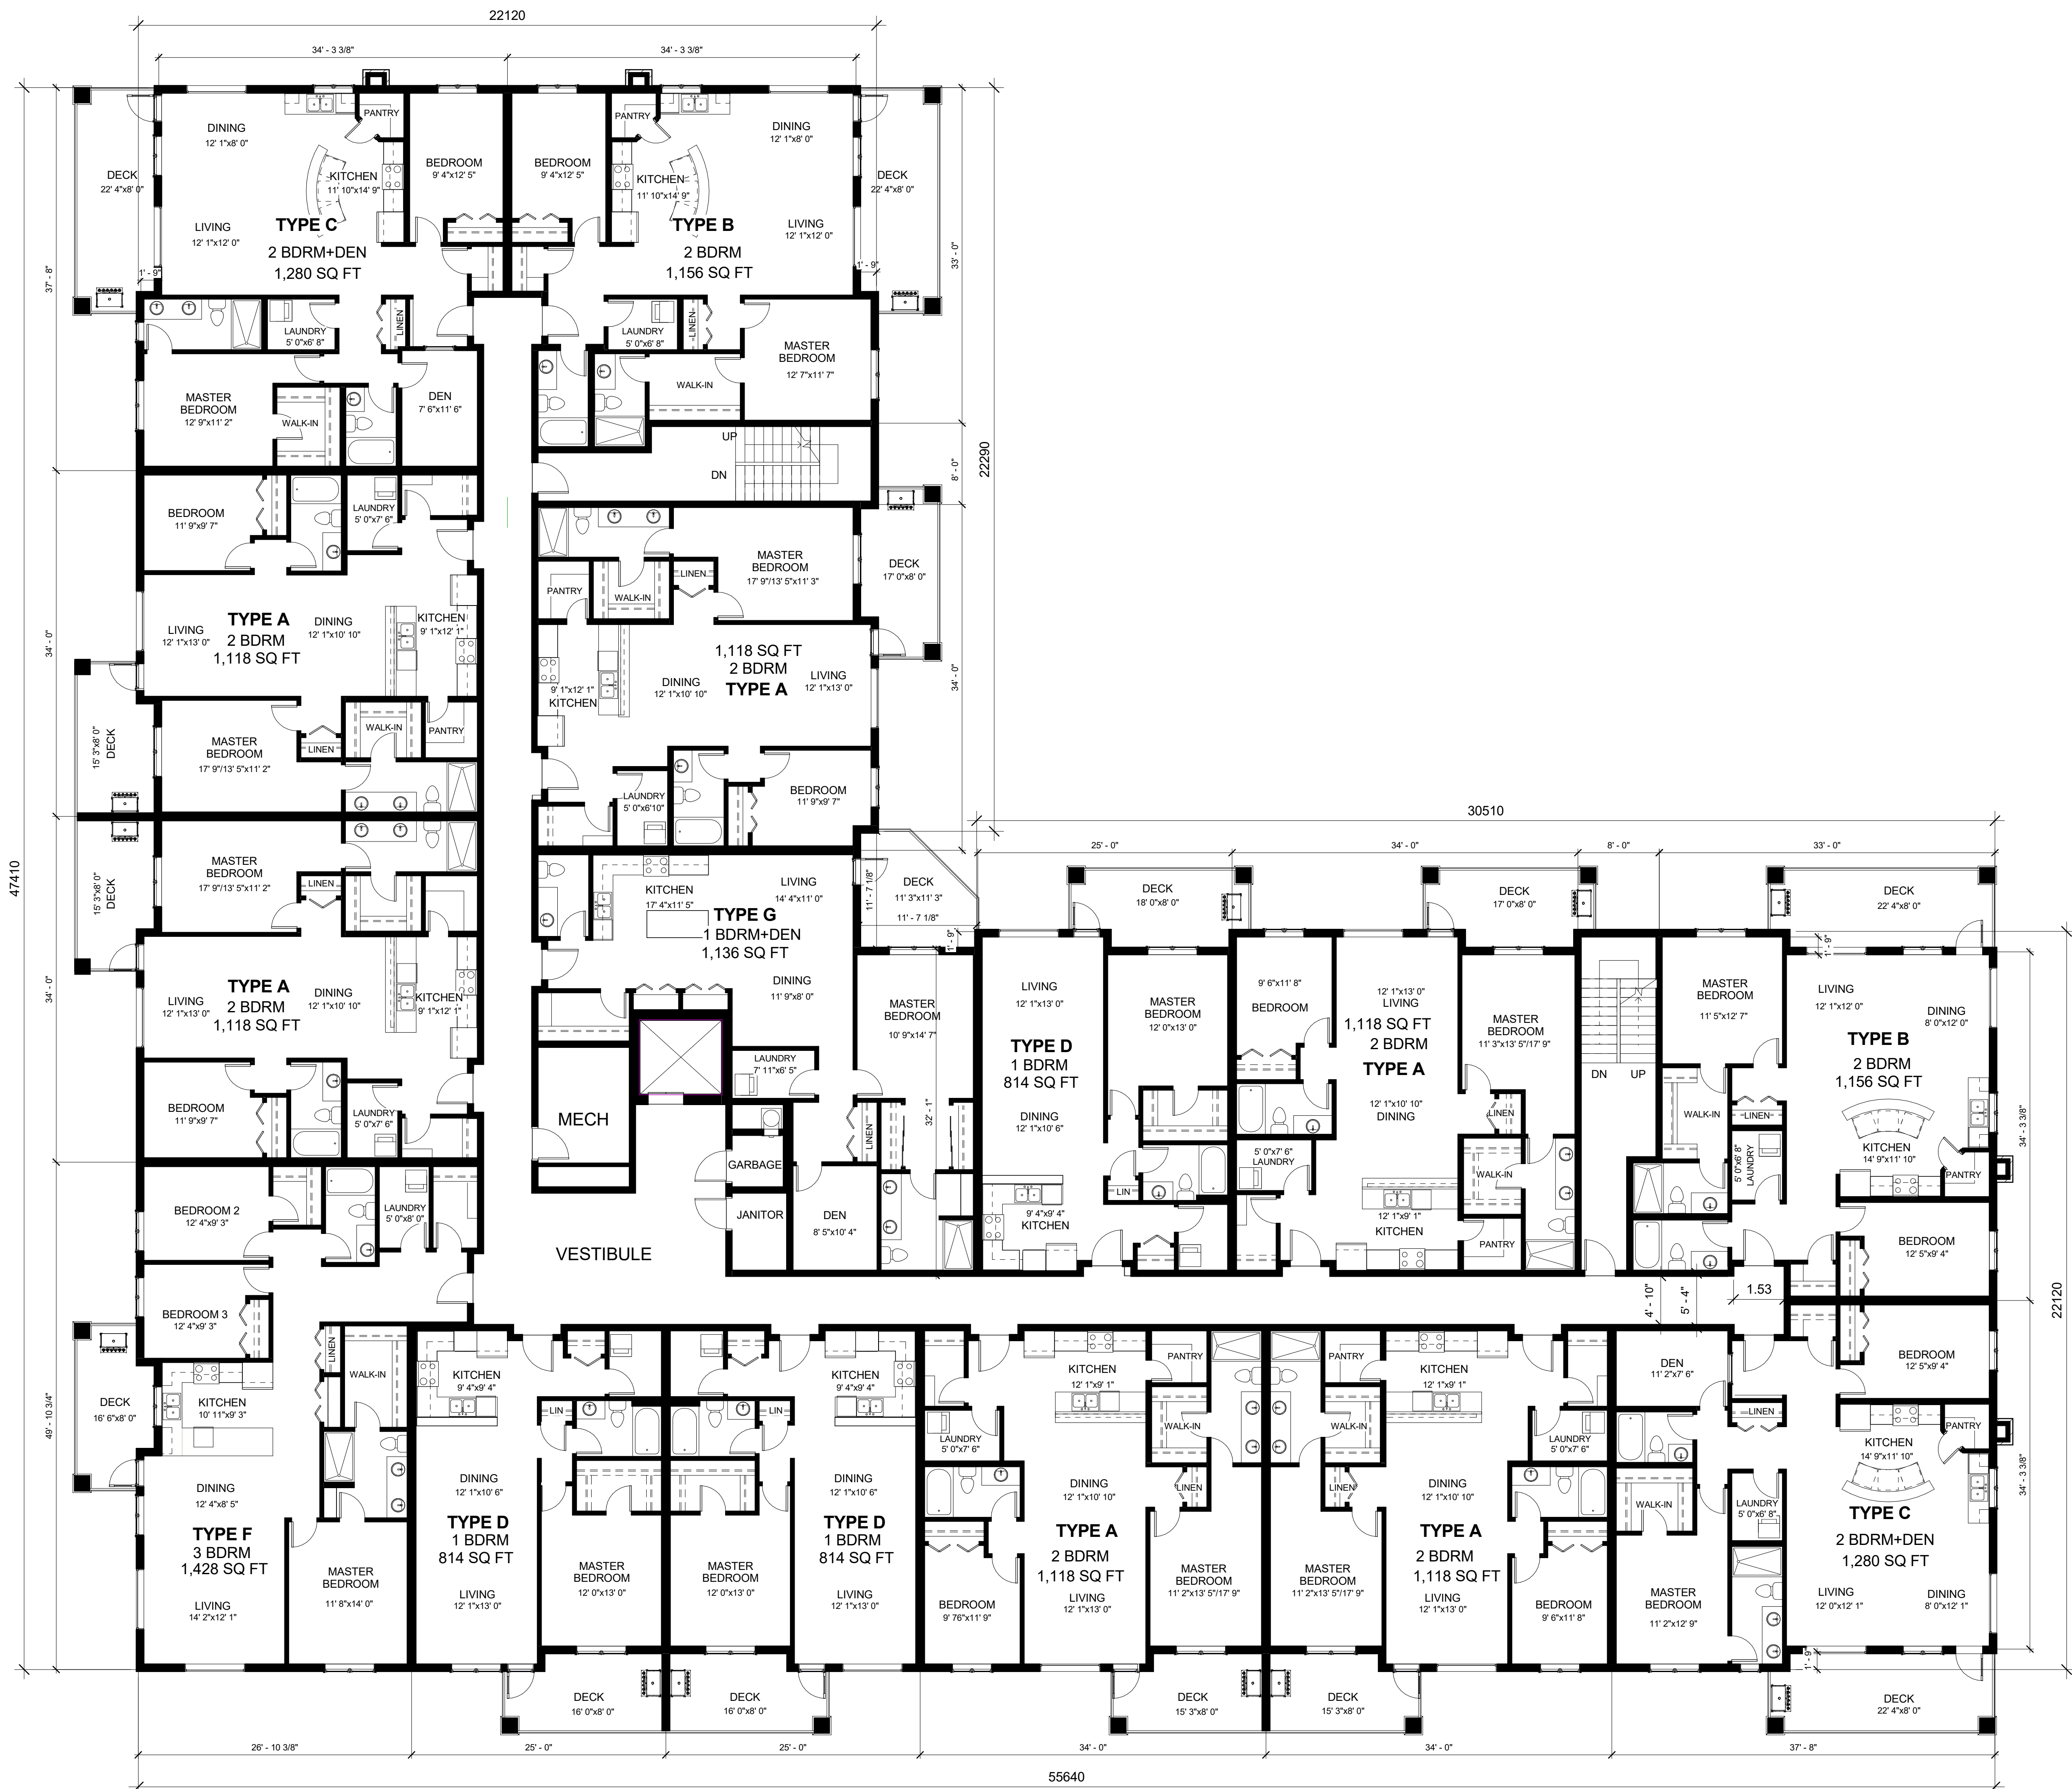 22120
34' - 3 3/8"
34' - 3 3/8"
DINING
12' 1"x8' 0"
PANTRY
DECK
22' 4"x8' 0"
KITCHEN
11' 10"x14' 9"
BEDROOM
9' 4"x12' 5"
LIVING
12' 1"x12' 0"
TYPE C
2 BDRM+DEN
1,280 SQ FT
1' - 9"
37' - 8"
LAUNDRY
5' 0"x6' 8"
LINEN
MASTER
BEDROOM
12' 9"x11' 2"
WALK-IN
DEN
7' 6"x11' 6"
BEDROOM
9' 4"x12' 5"
PANTRY
KITCHEN
11' 10"x14' 9"
DINING
12' 1"x8' 0"
DECK
22' 4"x8' 0"
TYPE B
2 BDRM
1,156 SQ FT
LIVING
12' 1"x12' 0"
1' - 9"
33' - 0"
LAUNDRY
5' 0"x6' 8"
LINEN
MASTER
BEDROOM
12' 7"x11' 7"
WALK-IN
UP
DN
8' - 0"
22290
BEDROOM
11' 9"x9' 7"
LAUNDRY
5' 0"x7' 6"
TYPE A
2 BDRM
1,118 SQ FT
LIVING
12' 1"x13' 0"
DINING
12' 1"x10' 10"
KITCHEN
9' 1"x12' 1"
34' - 0"
MASTER
BEDROOM
17' 9"/13' 5"x11' 2"
LINEN
WALK-IN
PANTRY
15' 3"x8' 0"
DECK
MASTER
BEDROOM
17' 9"/13' 5"x11' 3"
DECK
17' 0"x8' 0"
PANTRY
WALK-IN
LINEN
1,118 SQ FT
2 BDRM
TYPE A
DINING
12' 1"x10' 10"
LIVING
12' 1"x13' 0"
9' 1"x12' 1"
KITCHEN
34' - 0"
LAUNDRY
5' 0"x6'10"
BEDROOM
11' 9"x9' 7"
47410
MASTER
BEDROOM
17' 9"/13' 5"x11' 2"
LINEN
15' 3"x8' 0"
DECK
TYPE A
2 BDRM
1,118 SQ FT
LIVING
12' 1"x13' 0"
DINING
12' 1"x10' 10"
KITCHEN
9' 1"x12' 1"
34' - 0"
BEDROOM
11' 9"x9' 7"
LAUNDRY
5' 0"x7' 6"
KITCHEN
17' 4"x11' 5"
LIVING
14' 4"x11' 0"
TYPE G
1 BDRM+DEN
1,136 SQ FT
DINING
11' 9"x8' 0"
DECK
11' 3"x11' 3"
11' - 7 1/8"
11' - 7 1/8"
1' - 9"
MASTER
BEDROOM
10' 9"x14' 7"
32' - 1"
LAUNDRY
7' 11"x6' 5"
LINEN
MECH
GARBAGE
JANITOR
DEN
8' 5"x10' 4"
VESTIBULE
30510
25' - 0"
34' - 0"
8' - 0"
33' - 0"
DECK
18' 0"x8' 0"
DECK
17' 0"x8' 0"
DECK
22' 4"x8' 0"
LIVING
12' 1"x13' 0"
MASTER
BEDROOM
12' 0"x13' 0"
TYPE D
1 BDRM
814 SQ FT
DINING
12' 1"x10' 6"
LIN
9' 4"x9' 4"
KITCHEN
9' 6"x11' 8"
BEDROOM
12' 1"x13' 0"
LIVING
1,118 SQ FT
2 BDRM
TYPE A
12' 1"x10' 10"
DINING
MASTER
BEDROOM
11' 3"x13' 5"/17' 9"
LINEN
5' 0"x7' 6"
LAUNDRY
WALK-IN
12' 1"x9' 1"
KITCHEN
PANTRY
DN
UP
MASTER
BEDROOM
11' 5"x12' 7"
1' - 9"
LIVING
12' 1"x12' 0"
DINING
8' 0"x12' 0"
TYPE B
2 BDRM
1,156 SQ FT
WALK-IN
LINEN
5' 0"x6' 8"
LAUNDRY
KITCHEN
14' 9"x11' 10"
PANTRY
34' - 3 3/8"
BEDROOM
12' 5"x9' 4"
4' - 10"
5' - 4"
1.53
22120
BEDROOM 2
12' 4"x9' 3"
LAUNDRY
5' 0"x8' 0"
BEDROOM 3
12' 4"x9' 3"
LINEN
WALK-IN
KITCHEN
10' 11"x9' 3"
DECK
16' 6"x8' 0"
49' - 10 3/4"
DINING
12' 4"x8' 5"
TYPE F
3 BDRM
1,428 SQ FT
LIVING
14' 2"x12' 1"
MASTER
BEDROOM
11' 8"x14' 0"
KITCHEN
9' 4"x9' 4"
LIN
DINING
12' 1"x10' 6"
TYPE D
1 BDRM
814 SQ FT
LIVING
12' 1"x13' 0"
MASTER
BEDROOM
12' 0"x13' 0"
KITCHEN
9' 4"x9' 4"
LIN
DINING
12' 1"x10' 6"
TYPE D
1 BDRM
814 SQ FT
MASTER
BEDROOM
12' 0"x13' 0"
LIVING
12' 1"x13' 0"
KITCHEN
12' 1"x9' 1"
PANTRY
LAUNDRY
5' 0"x7' 6"
WALK-IN
DINING
12' 1"x10' 10"
LINEN
TYPE A
2 BDRM
1,118 SQ FT
LIVING
12' 1"x13' 0"
BEDROOM
9' 76"x11' 9"
MASTER
BEDROOM
11' 2"x13' 5"/17' 9"
PANTRY
KITCHEN
12' 1"x9' 1"
WALK-IN
LAUNDRY
5' 0"x7' 6"
LINEN
DINING
12' 1"x10' 10"
TYPE A
2 BDRM
1,118 SQ FT
LIVING
12' 1"x13' 0"
MASTER
BEDROOM
11' 2"x13' 5"/17' 9"
BEDROOM
9' 6"x11' 8"
DEN
11' 2"x7' 6"
BEDROOM
12' 5"x9' 4"
LINEN
PANTRY
KITCHEN
14' 9"x11' 10"
WALK-IN
LAUNDRY
5' 0"x6' 8"
TYPE C
2 BDRM+DEN
1,280 SQ FT
MASTER
BEDROOM
11' 2"x12' 9"
LIVING
12' 0"x12' 1"
DINING
8' 0"x12' 1"
34' - 3 3/8"
1' - 9"
DECK
16' 0"x8' 0"
DECK
16' 0"x8' 0"
DECK
15' 3"x8' 0"
DECK
15' 3"x8' 0"
DECK
22' 4"x8' 0"
26' - 10 3/8"
25' - 0"
25' - 0"
34' - 0"
34' - 0"
37' - 8"
55640